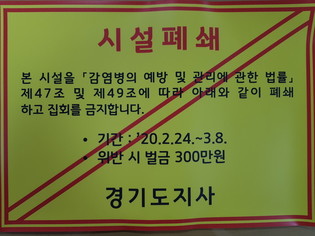 시설폐쇄
본 시설을 「감염병의 예방 및 관리에 관한 법률」
제47조 및 제49조에 따라 아래와 같이 폐쇄
하고 집회를 금지합니다.
• 기간 : '20.2.24.~3.8.
• 위반 시 벌금 300만원
경기도지사